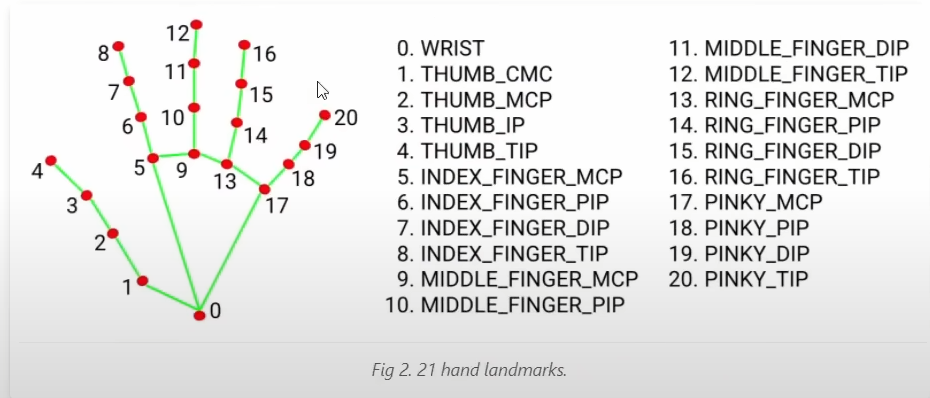 12
16
8
11
15
7
10
20
6
14
19
4
5
9
13
18
3
17
2
1
0
0. WRIST
1. THUMB_CMC
2. THUMB_MCP
3. THUMB_IP
4. THUMB_TIP
5. INDEX_FINGER_MCP
6. INDEX_FINGER_PIP
7. INDEX_FINGER_DIP
8. INDEX_FINGER_TIP
9. MIDDLE_FINGER_MCP
10. MIDDLE_FINGER_PIP
11. MIDDLE_FINGER_DIP
12. MIDDLE_FINGER_TIP
13. RING_FINGER_MCP
14. RING_FINGER_PIP
15. RING_FINGER_DIP
16. RING_FINGER_TIP
17. PINKY_MCP
18. PINKY_PIP
19. PINKY_DIP
20. PINKY_TIP
Fig 2. 21 hand landmarks.